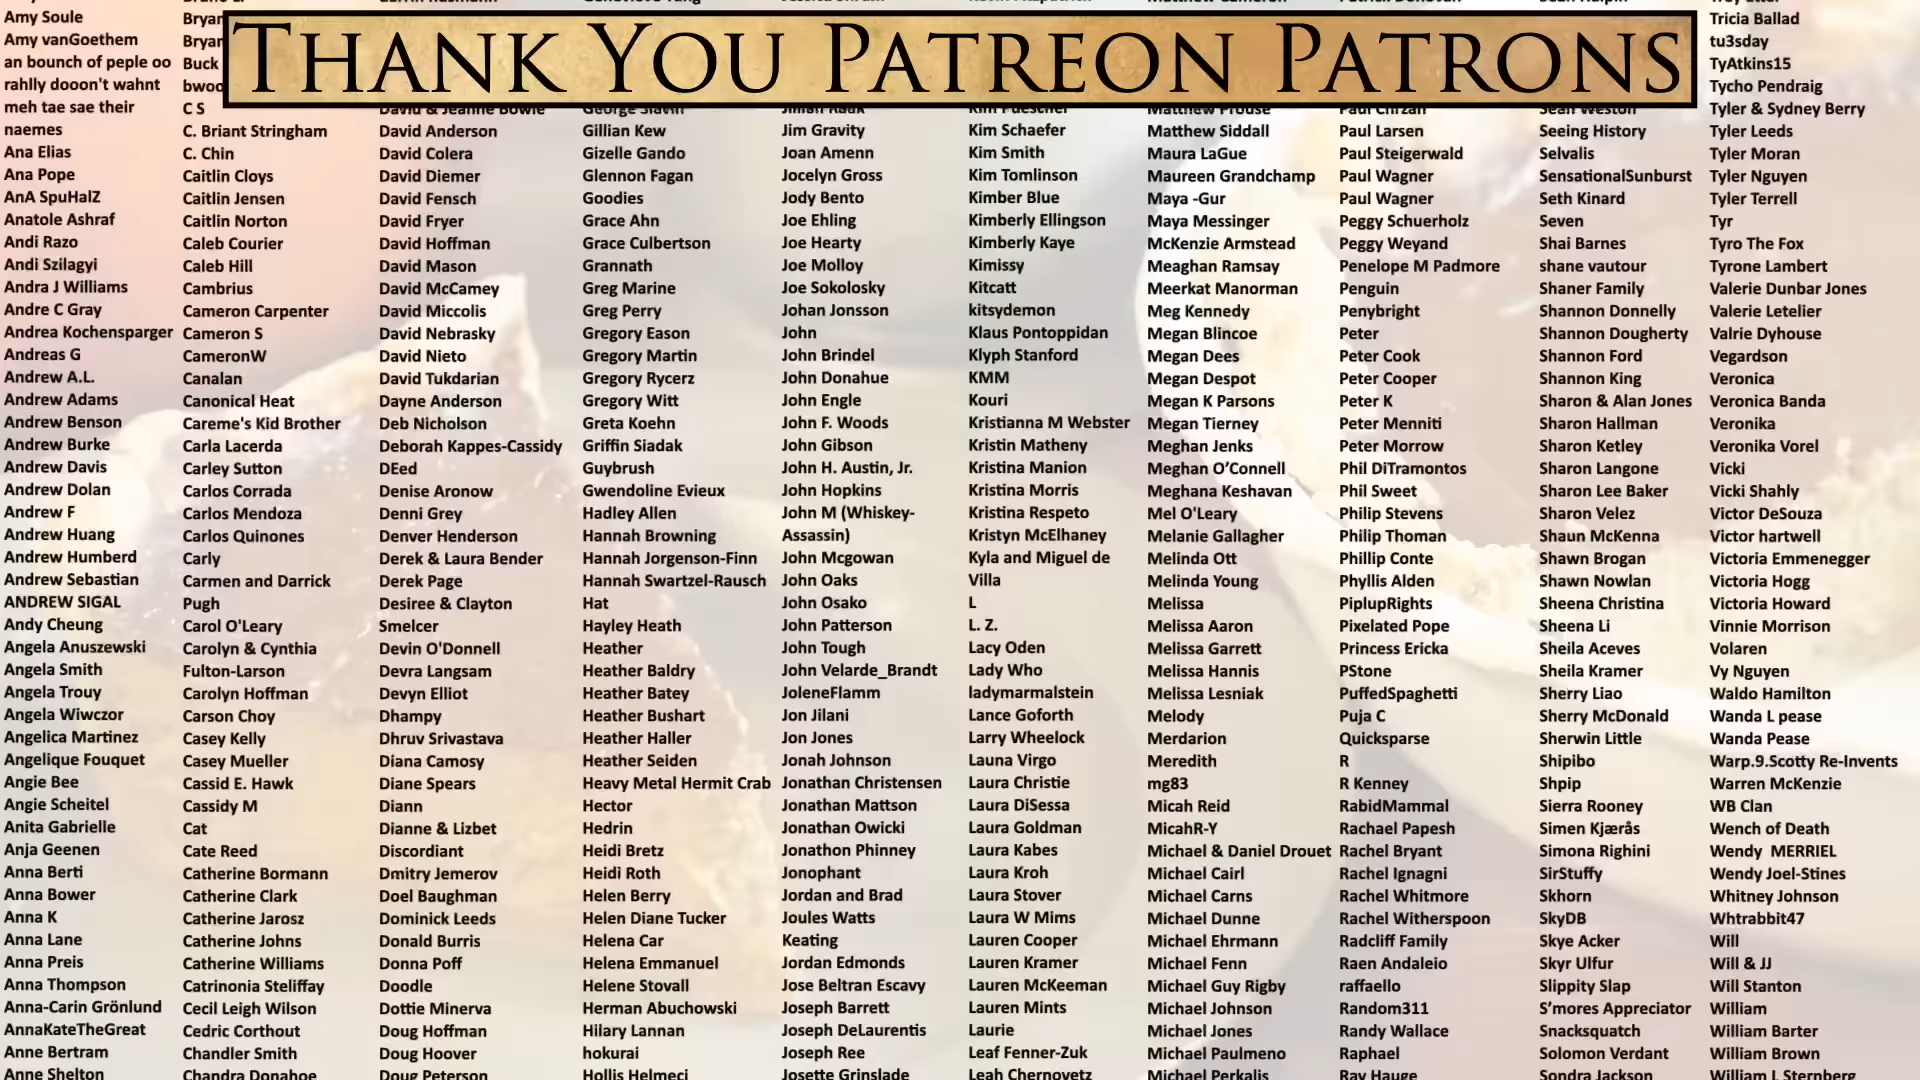 THANK YOU PATREON PATRONS
Amy Soule
Amy vanGoethem
an bounch of peple oo
rahlly dooon't wahnt
meh tae sae their
naemes
Ana Elias
Ana Pope
AnA SpuHalZ
Anatole Ashraf
Andi Razo
Andi Szilagyi
Andra J Williams
Andre C Gray
Andrea Kochensparger
Andreas G
Andrew A.L.
Andrew Adams
Andrew Benson
Andrew Burke
Andrew Davis
Andrew Dolan
Andrew F
Andrew Huang
Andrew Humberd
Andrew Sebastian
ANDREW SIGAL
Andy Cheung
Angela Anuszewski
Angela Smith
Angela Trouy
Angela Wiwczor
Angelica Martinez
Angelique Fouquet
Angie Bee
Angie Scheitel
Anita Gabrielle
Anja Geenen
Anna Berti
Anna Bower
Anna K
Anna Lane
Anna Preis
Anna Thompson
Anna-Carin Grönlund
AnnaKateTheGreat
Anne Bertram
Anne Shelton
Buck
C S
C. Briant Stringham
C. Chin
Caitlin Cloys
Caitlin Jensen
Caitlin Norton
Caleb Courier
Caleb Hill
Cambrius
Cameron Carpenter
Cameron S
CameronW
Canalan
Canonical Heat
Careme's Kid Brother
Carla Lacerda
Carley Sutton
Carlos Corrada
Carlos Mendoza
Carlos Quinones
Carly
Carmen and Darrick
Pugh
Carol O'Leary
Carolyn & Cynthia
Fulton-Larson
Carolyn Hoffman
Carson Choy
Casey Kelly
Casey Mueller
Cassid E. Hawk
Cassidy M
Cat
Cate Reed
Catherine Bormann
Catherine Clark
Catherine Jarosz
Catherine Johns
Catherine Williams
Catrinonia Steliffay
Cecil Leigh Wilson
Cedric Corthout
Chandler Smith
Chandra Donahoe
David & Jeanne Bowie
David Anderson
David Colera
David Diemer
David Fensch
David Fryer
David Hoffman
David Mason
David McCamey
David Miccolis
David Nebrasky
David Nieto
David Tukdarian
Dayne Anderson
Deb Nicholson
Deborah Kappes-Cassidy
DEed
Denise Aronow
Denni Grey
Denver Henderson
Derek & Laura Bender
Derek Page
Desiree & Clayton
Smelcer
Devin O'Donnell
Devra Langsam
Devyn Elliot
Dhampy
Dhruv Srivastava
Diana Camosy
Diane Spears
Diann
Dianne & Lizbet
Discordiant
Dmitry Jemerov
Doel Baughman
Dominick Leeds
Donald Burris
Donna Poff
Doodle
Dottie Minerva
Doug Hoffman
Doug Hoover
Doug Peterson
George Slavin
Gillian Kew
Gizelle Gando
Glennon Fagan
Goodies
Grace Ahn
Grace Culbertson
Grannath
Greg Marine
Greg Perry
Gregory Eason
Gregory Martin
Gregory Rycerz
Gregory Witt
Greta Koehn
Griffin Siadak
Guybrush
Gwendoline Evieux
Hadley Allen
Hannah Browning
Hannah Jorgenson-Finn
Hannah Swartzel-Rausch
Hat
Hayley Heath
Heather
Heather Baldry
Heather Batey
Heather Bushart
Heather Haller
Heather Seiden
Heavy Metal Hermit Crab
Hector
Hedrin
Heidi Bretz
Heidi Roth
Helen Berry
Helen Diane Tucker
Helena Car
Helena Emmanuel
Helene Stovall
Herman Abuchowski
Hilary Lannan
hokurai
Hollis Helmeci
Jim Gravity
Joan Amenn
Jocelyn Gross
Jody Bento
Joe Ehling
Joe Hearty
Joe Molloy
Joe Sokolosky
Johan Jonsson
John
John Brindel
John Donahue
John Engle
John F. Woods
John Gibson
John H. Austin, Jr.
John Hopkins
John M (Whiskey-
Assassin)
John Mcgowan
John Oaks
John Osako
John Patterson
John Tough
John Velarde_Brandt
JoleneFlamm
Jon Jilani
Jon Jones
Jonah Johnson
Jonathan Christensen
Jonathan Mattson
Jonathan Owicki
Jonathon Phinney
Jonophant
Jordan and Brad
Joules Watts
Keating
Jordan Edmonds
Jose Beltran Escavy
Joseph Barrett
Joseph DeLaurentis
Joseph Ree
Josette Grinslade
Kim Schaefer
Kim Smith
Kim Tomlinson
Kimber Blue
Kimberly Ellingson
Kimberly Kaye
Kimissy
Kitcatt
kitsydemon
Klaus Pontoppidan
Klyph Stanford
KMM
Kouri
Kristianna M Webster
Kristin Matheny
Kristina Manion
Kristina Morris
Kristina Respeto
Kristyn McElhaney
Kyla and Miguel de
Villa
L
L. Z.
Lacy Oden
Lady Who
ladymarmalstein
Lance Goforth
Larry Wheelock
Launa Virgo
Laura Christie
Laura DiSessa
Laura Goldman
Laura Kabes
Laura Kroh
Laura Stover
Laura W Mims
Lauren Cooper
Lauren Kramer
Lauren McKeeman
Lauren Mints
Laurie
Leaf Fenner-Zuk
Leah Chernovetz
Matthew Prouse
Matthew Siddall
Maura LaGue
Maureen Grandchamp
Maya -Gur
Maya Messinger
McKenzie Armstead
Meaghan Ramsay
Meerkat Manorman
Meg Kennedy
Megan Blincoe
Megan Dees
Megan Despot
Megan K Parsons
Megan Tierney
Meghan Jenks
Meghan O’Connell
Meghana Keshavan
Mel O'Leary
Melanie Gallagher
Melinda Ott
Melinda Young
Melissa
Melissa Aaron
Melissa Garrett
Melissa Hannis
Melissa Lesniak
Melody
Merdarion
Meredith
mg83
Micah Reid
MicahR-Y
Michael & Daniel Drouet
Michael Cairl
Michael Carns
Michael Dunne
Michael Ehrmann
Michael Fenn
Michael Guy Rigby
Michael Johnson
Michael Jones
Michael Paulmeno
Michael Perkalis
Paul Larsen
Paul Steigerwald
Paul Wagner
Paul Wagner
Peggy Schuerholz
Peggy Weyand
Penelope M Padmore
Penguin
Penybright
Peter
Peter Cook
Peter Cooper
Peter K
Peter Menniti
Peter Morrow
Phil DiTramontos
Phil Sweet
Philip Stevens
Philip Thoman
Phillip Conte
Phyllis Alden
PiplupRights
Pixelated Pope
Princess Ericka
PStone
PuffedSpaghetti
Puja C
Quicksparse
R
R Kenney
RabidMammal
Rachael Papesh
Rachel Bryant
Rachel Ignagni
Rachel Whitmore
Rachel Witherspoon
Radcliff Family
Raen Andaleio
raffaello
Random311
Randy Wallace
Raphael
Ray Hauge
Sean Weston
Seeing History
Selvalis
SensationalSunburst
Seth Kinard
Seven
Shai Barnes
shane vautour
Shaner Family
Shannon Donnelly
Shannon Dougherty
Shannon Ford
Shannon King
Sharon & Alan Jones
Sharon Hallman
Sharon Ketley
Sharon Langone
Sharon Lee Baker
Sharon Velez
Shaun McKenna
Shawn Brogan
Shawn Nowlan
Sheena Christina
Sheena Li
Sheila Aceves
Sheila Kramer
Sherry Liao
Sherry McDonald
Sherwin Little
Shipibo
Shpip
Sierra Rooney
Simen Kjærås
Simona Righini
SirStuffy
Skhorn
SkyDB
Skye Acker
Skyr Ulfur
Slippity Slap
S’mores Appreciator
Snacksquatch
Solomon Verdant
Sondra Jackson
Tricia Ballad
tu3sday
TyAtkins15
Tycho Pendraig
Tyler & Sydney Berry
Tyler Leeds
Tyler Moran
Tyler Nguyen
Tyler Terrell
Tyr
Tyro The Fox
Tyrone Lambert
Valerie Dunbar Jones
Valerie Letelier
Valrie Dyhouse
Vegardson
Veronica
Veronica Banda
Veronika
Veronika Vorel
Vicki
Vicki Shahly
Victor DeSouza
Victor hartwell
Victoria Emmenegger
Victoria Hogg
Victoria Howard
Vinnie Morrison
Volaren
Vy Nguyen
Waldo Hamilton
Wanda L pease
Wanda Pease
Warp.9.Scotty Re-Invents
Warren McKenzie
WB Clan
Wench of Death
Wendy  MERRIEL
Wendy Joel-Stines
Whitney Johnson
Whtrabbit47
Will
Will & JJ
Will Stanton
William
William Barter
William Brown
William L Sternberg